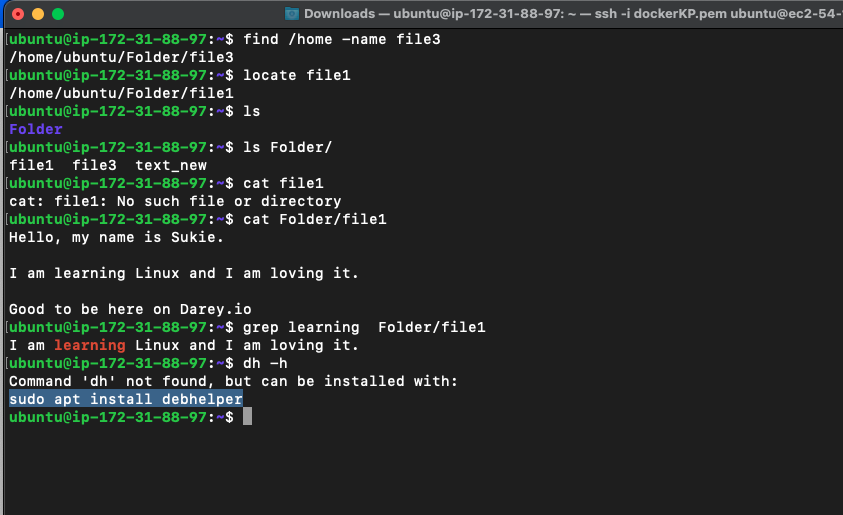 Downloads — ubuntu@ip-172-31-88-97: ~ — ssh -i dockerKP.pem ubuntu@ec2-54-
[ubuntu@ip-172-31-88-97:~$ find /home -name file3
/home/ubuntu/Folder/file3
[ubuntu@ip-172-31-88-97:~$ locate file1
/home/ubuntu/Folder/file1
[ubuntu@ip-172-31-88-97:~$ ls
Folder
[ubuntu@ip-172-31-88-97:~$ ls Folder/
file1  file3  text_new
[ubuntu@ip-172-31-88-97:~$ cat file1
cat: file1: No such file or directory
[ubuntu@ip-172-31-88-97:~$ cat Folder/file1
Hello, my name is Sukie.
I am learning Linux and I am loving it.
Good to be here on Darey.io
[ubuntu@ip-172-31-88-97:~$ grep learning  Folder/file1
I am learning Linux and I am loving it.
[ubuntu@ip-172-31-88-97:~$ dh -h
Command 'dh' not found, but can be installed with:
sudo apt install debhelper
ubuntu@ip-172-31-88-97:~$